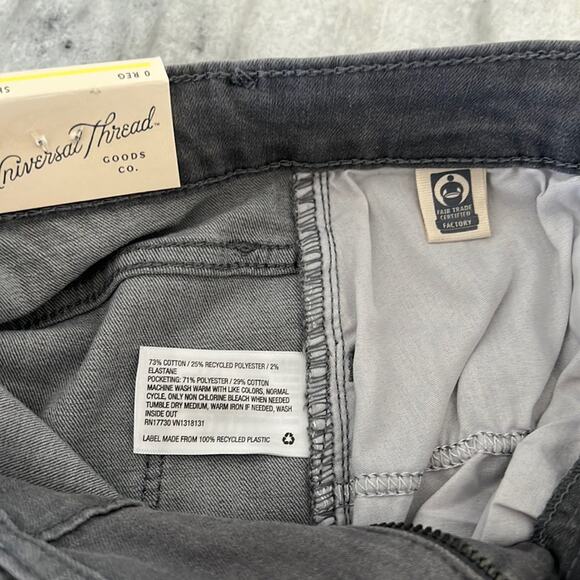 0 REG
Universal Thread™
GOODS
CO.
FAIR TRADE
CERTIFIED
FACTORY
73% COTTON / 25% RECYCLED POLYESTER / 2%
ELASTANE
POCKETING: 71% POLYESTER / 29% COTTON
MACHINE WASH WARM WITH LIKE COLORS, NORMAL
CYCLE, ONLY NON CHLORINE BLEACH WHEN NEEDED
TUMBLE DRY MEDIUM, WARM IRON IF NEEDED, WASH
INSIDE OUT
RN17730 VN1318131
LABEL MADE FROM 100% RECYCLED PLASTIC